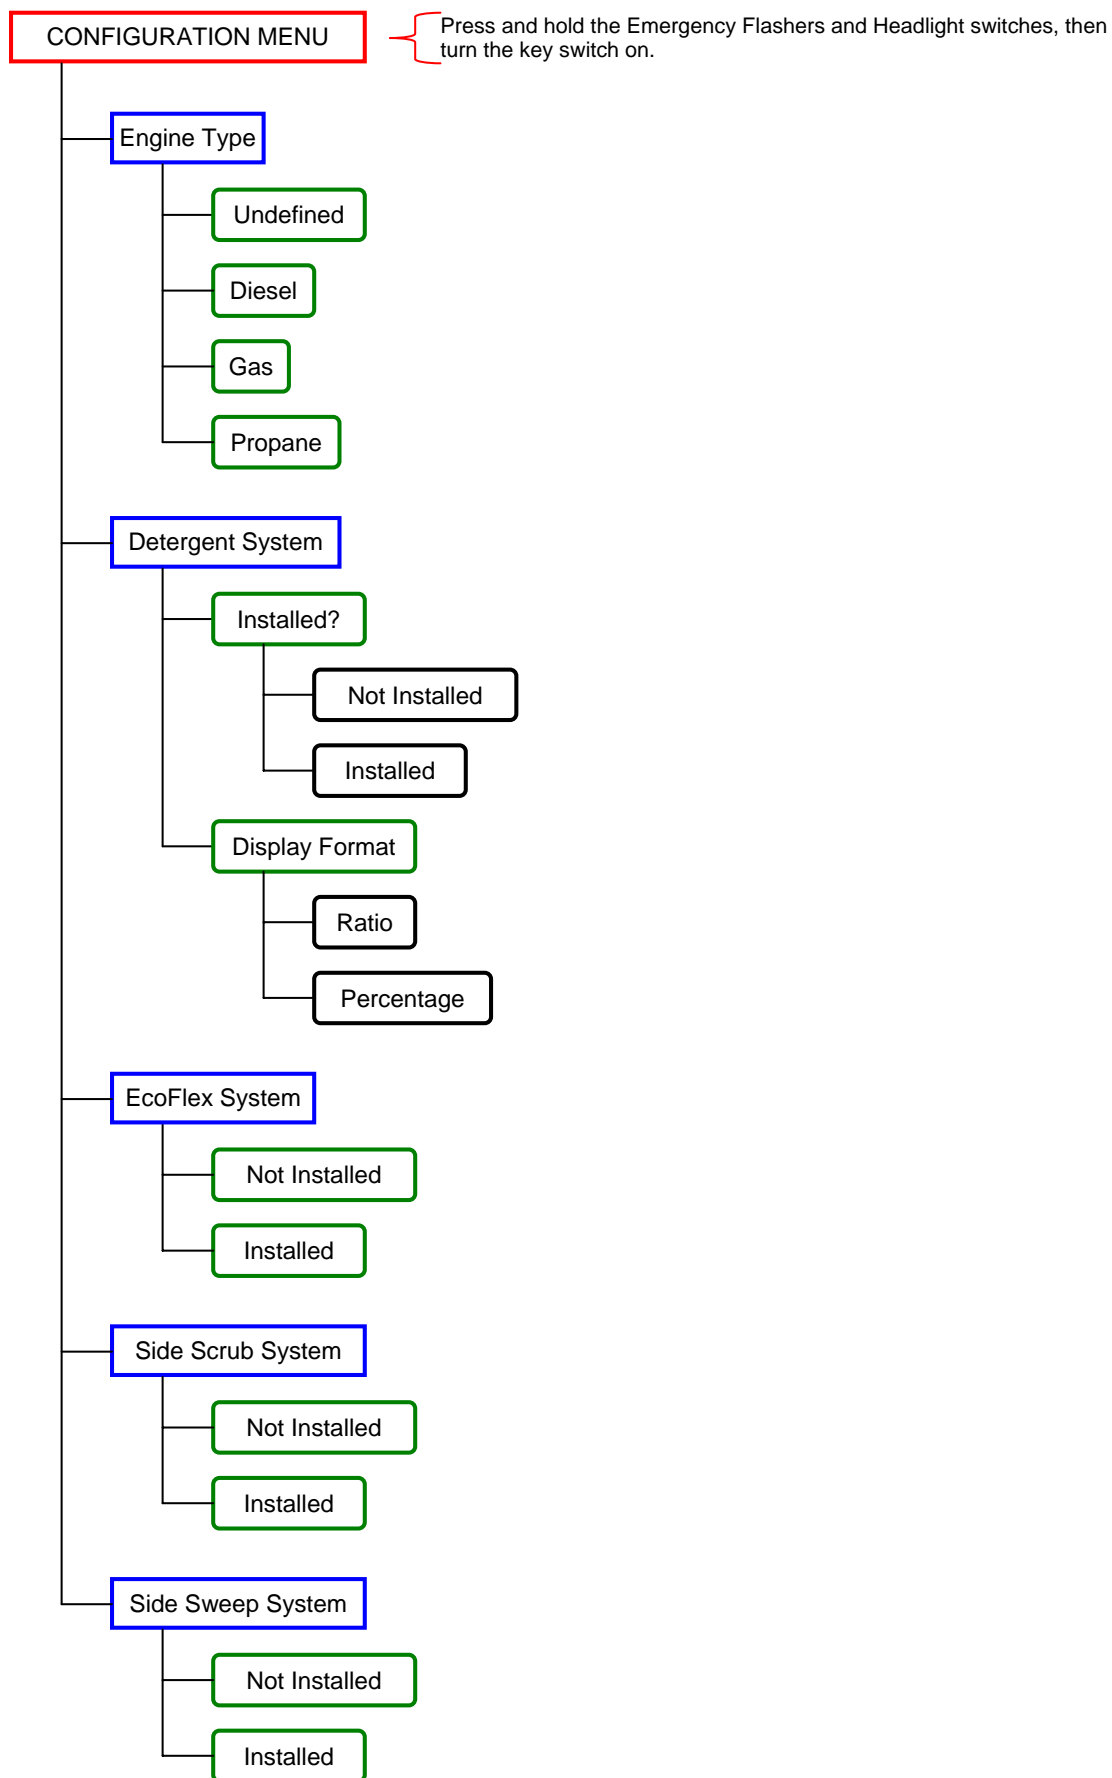 CONFIGURATION MENU
Press and hold the Emergency Flashers and Headlight switches, then
turn the key switch on.
Engine Type
Undefined
Diesel
Gas
Propane
Detergent System
Installed?
Not Installed
Installed
Display Format
Ratio
Percentage
EcoFlex System
Not Installed
Installed
Side Scrub System
Not Installed
Installed
Side Sweep System
Not Installed
Installed